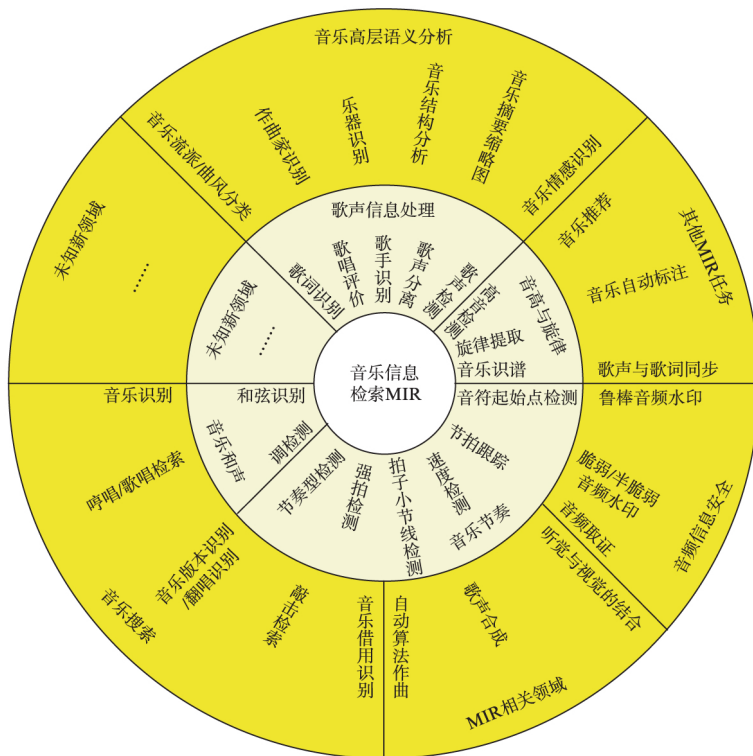 音乐高层语义分析
音乐流派/曲风分类
作曲家识别
乐器识别
音乐结构分析
音乐摘要缩略图
音乐情感识别
其他MIR任务
音乐推荐
音乐自动标注
歌声与歌词同步
未知新领域
……
歌声信息处理
歌词识别
歌唱评价
歌手识别
歌声分离
歌声检测
音高与旋律
高音检测
旋律提取
音乐识谱
未知新领域
……
音乐信息
检索MIR
和弦识别
调检测
音乐和声
音符起始点检测
节拍跟踪
速度检测
拍子小节线检测
强拍检测
节奏型检测
音乐节奏
音乐识别
哼唱/歌唱检索
音乐版本识别
/翻唱识别
敲击检索
音乐借用识别
音乐搜索
鲁棒音频水印
脆弱/半脆弱
音频水印
音频取证
音频信息安全
听觉与视觉的结合
歌声合成
自动算法作曲
MIR相关领域